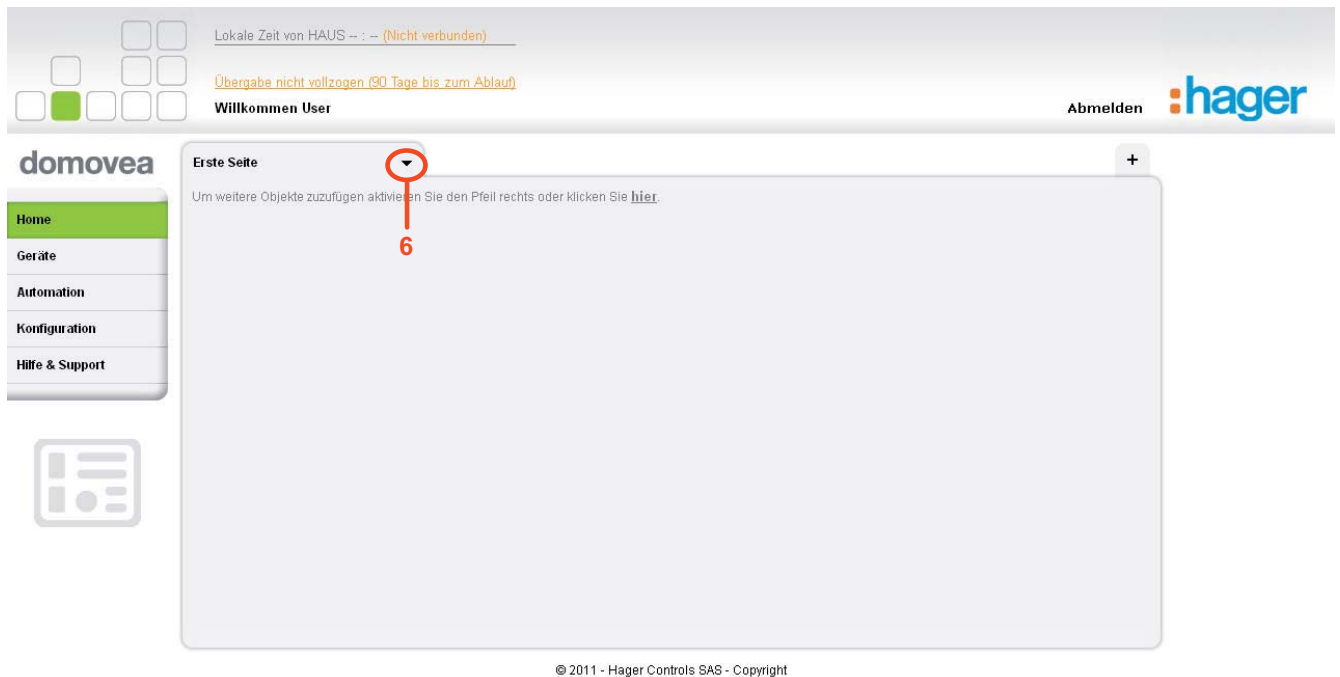 Lokale Zeit von HAUS -- : -- (Nicht verbunden)
Übergabe nicht vollzogen (90 Tage bis zum Ablauf)
Willkommen User
Abmelden
:hager
domovea
Erste Seite
+
Um weitere Objekte zuzufügen aktivieren Sie den Pfeil rechts oder klicken Sie hier.
6
Home
Geräte
Automation
Konfiguration
Hilfe & Support
© 2011 - Hager Controls SAS - Copyright